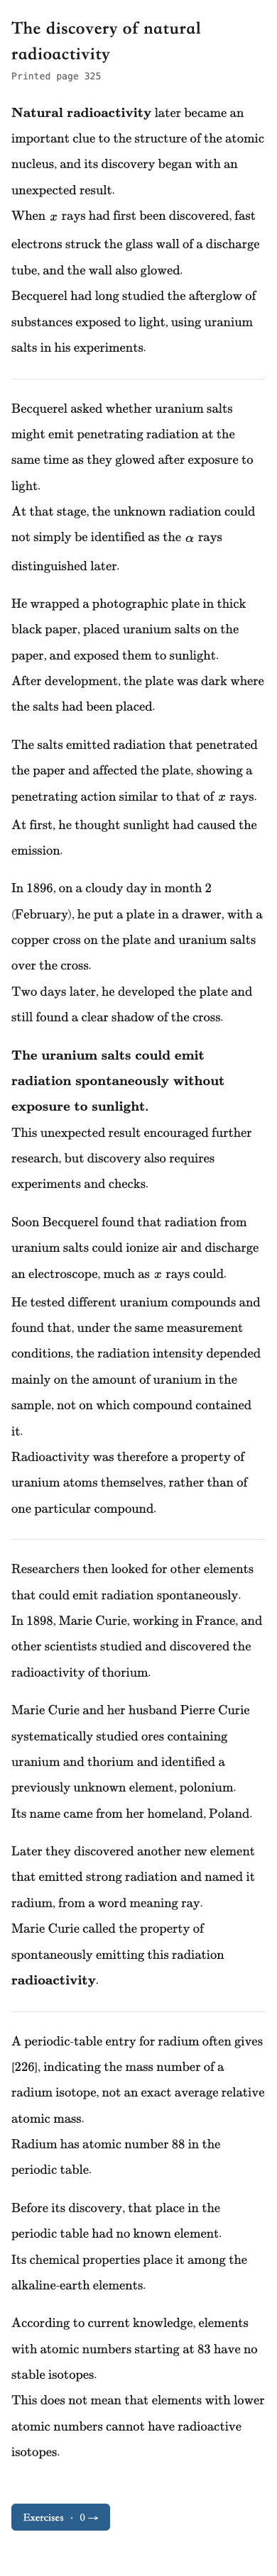 The discovery of natural
radioactivity
Printed page 325
Natural radioactivity later became an
important clue to the structure of the atomic
nucleus, and its discovery began with an
unexpected result.
When x rays had first been discovered, fast
electrons struck the glass wall of a discharge
tube, and the wall also glowed.
Becquerel had long studied the afterglow of
substances exposed to light, using uranium
salts in his experiments.
Becquerel asked whether uranium salts
might emit penetrating radiation at the
same time as they glowed after exposure to
light.
At that stage, the unknown radiation could
not simply be identified as the α rays
distinguished later.
He wrapped a photographic plate in thick
black paper, placed uranium salts on the
paper, and exposed them to sunlight.
After development, the plate was dark where
the salts had been placed.
The salts emitted radiation that penetrated
the paper and affected the plate, showing a
penetrating action similar to that of x rays.
At first, he thought sunlight had caused the
emission.
In 1896, on a cloudy day in month 2
(February), he put a plate in a drawer, with a
copper cross on the plate and uranium salts
over the cross.
Two days later, he developed the plate and
still found a clear shadow of the cross.
The uranium salts could emit
radiation spontaneously without
exposure to sunlight.
This unexpected result encouraged further
research, but discovery also requires
experiments and checks.
Soon Becquerel found that radiation from
uranium salts could ionize air and discharge
an electroscope, much as x rays could.
He tested different uranium compounds and
found that, under the same measurement
conditions, the radiation intensity depended
mainly on the amount of uranium in the
sample, not on which compound contained
it.
Radioactivity was therefore a property of
uranium atoms themselves, rather than of
one particular compound.
Researchers then looked for other elements
that could emit radiation spontaneously.
In 1898, Marie Curie, working in France, and
other scientists studied and discovered the
radioactivity of thorium.
Marie Curie and her husband Pierre Curie
systematically studied ores containing
uranium and thorium and identified a
previously unknown element, polonium.
Its name came from her homeland, Poland.
Later they discovered another new element
that emitted strong radiation and named it
radium, from a word meaning ray.
Marie Curie called the property of
spontaneously emitting this radiation
radioactivity.
A periodic-table entry for radium often gives
[226], indicating the mass number of a
radium isotope, not an exact average relative
atomic mass.
Radium has atomic number 88 in the
periodic table.
Before its discovery, that place in the
periodic table had no known element.
Its chemical properties place it among the
alkaline-earth elements.
According to current knowledge, elements
with atomic numbers starting at 83 have no
stable isotopes.
This does not mean that elements with lower
atomic numbers cannot have radioactive
isotopes.
Exercises · 0 →